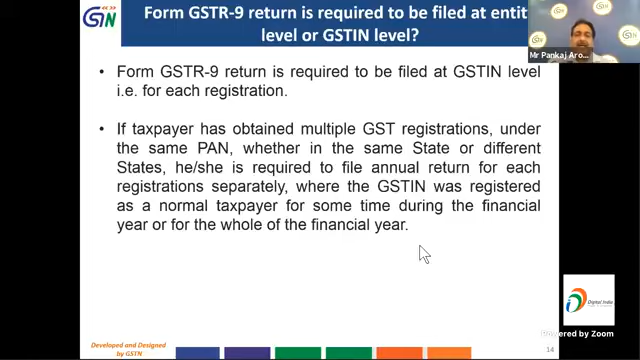 GSTN
Form GSTR-9 return is required to be filed at entit
level or GSTIN level?
Mr Pankaj Aro...
• Form GSTR-9 return is required to be filed at GSTIN level
i.e. for each registration.
• If taxpayer has obtained multiple GST registrations, under
the same PAN, whether in the same State or different
States, he/she is required to file annual return for each
registrations separately, where the GSTIN was registered
as a normal taxpayer for some time during the financial
year or for the whole of the financial year.
Digital India
Powered by Zoom
Developed and Designed
by GSTN
14